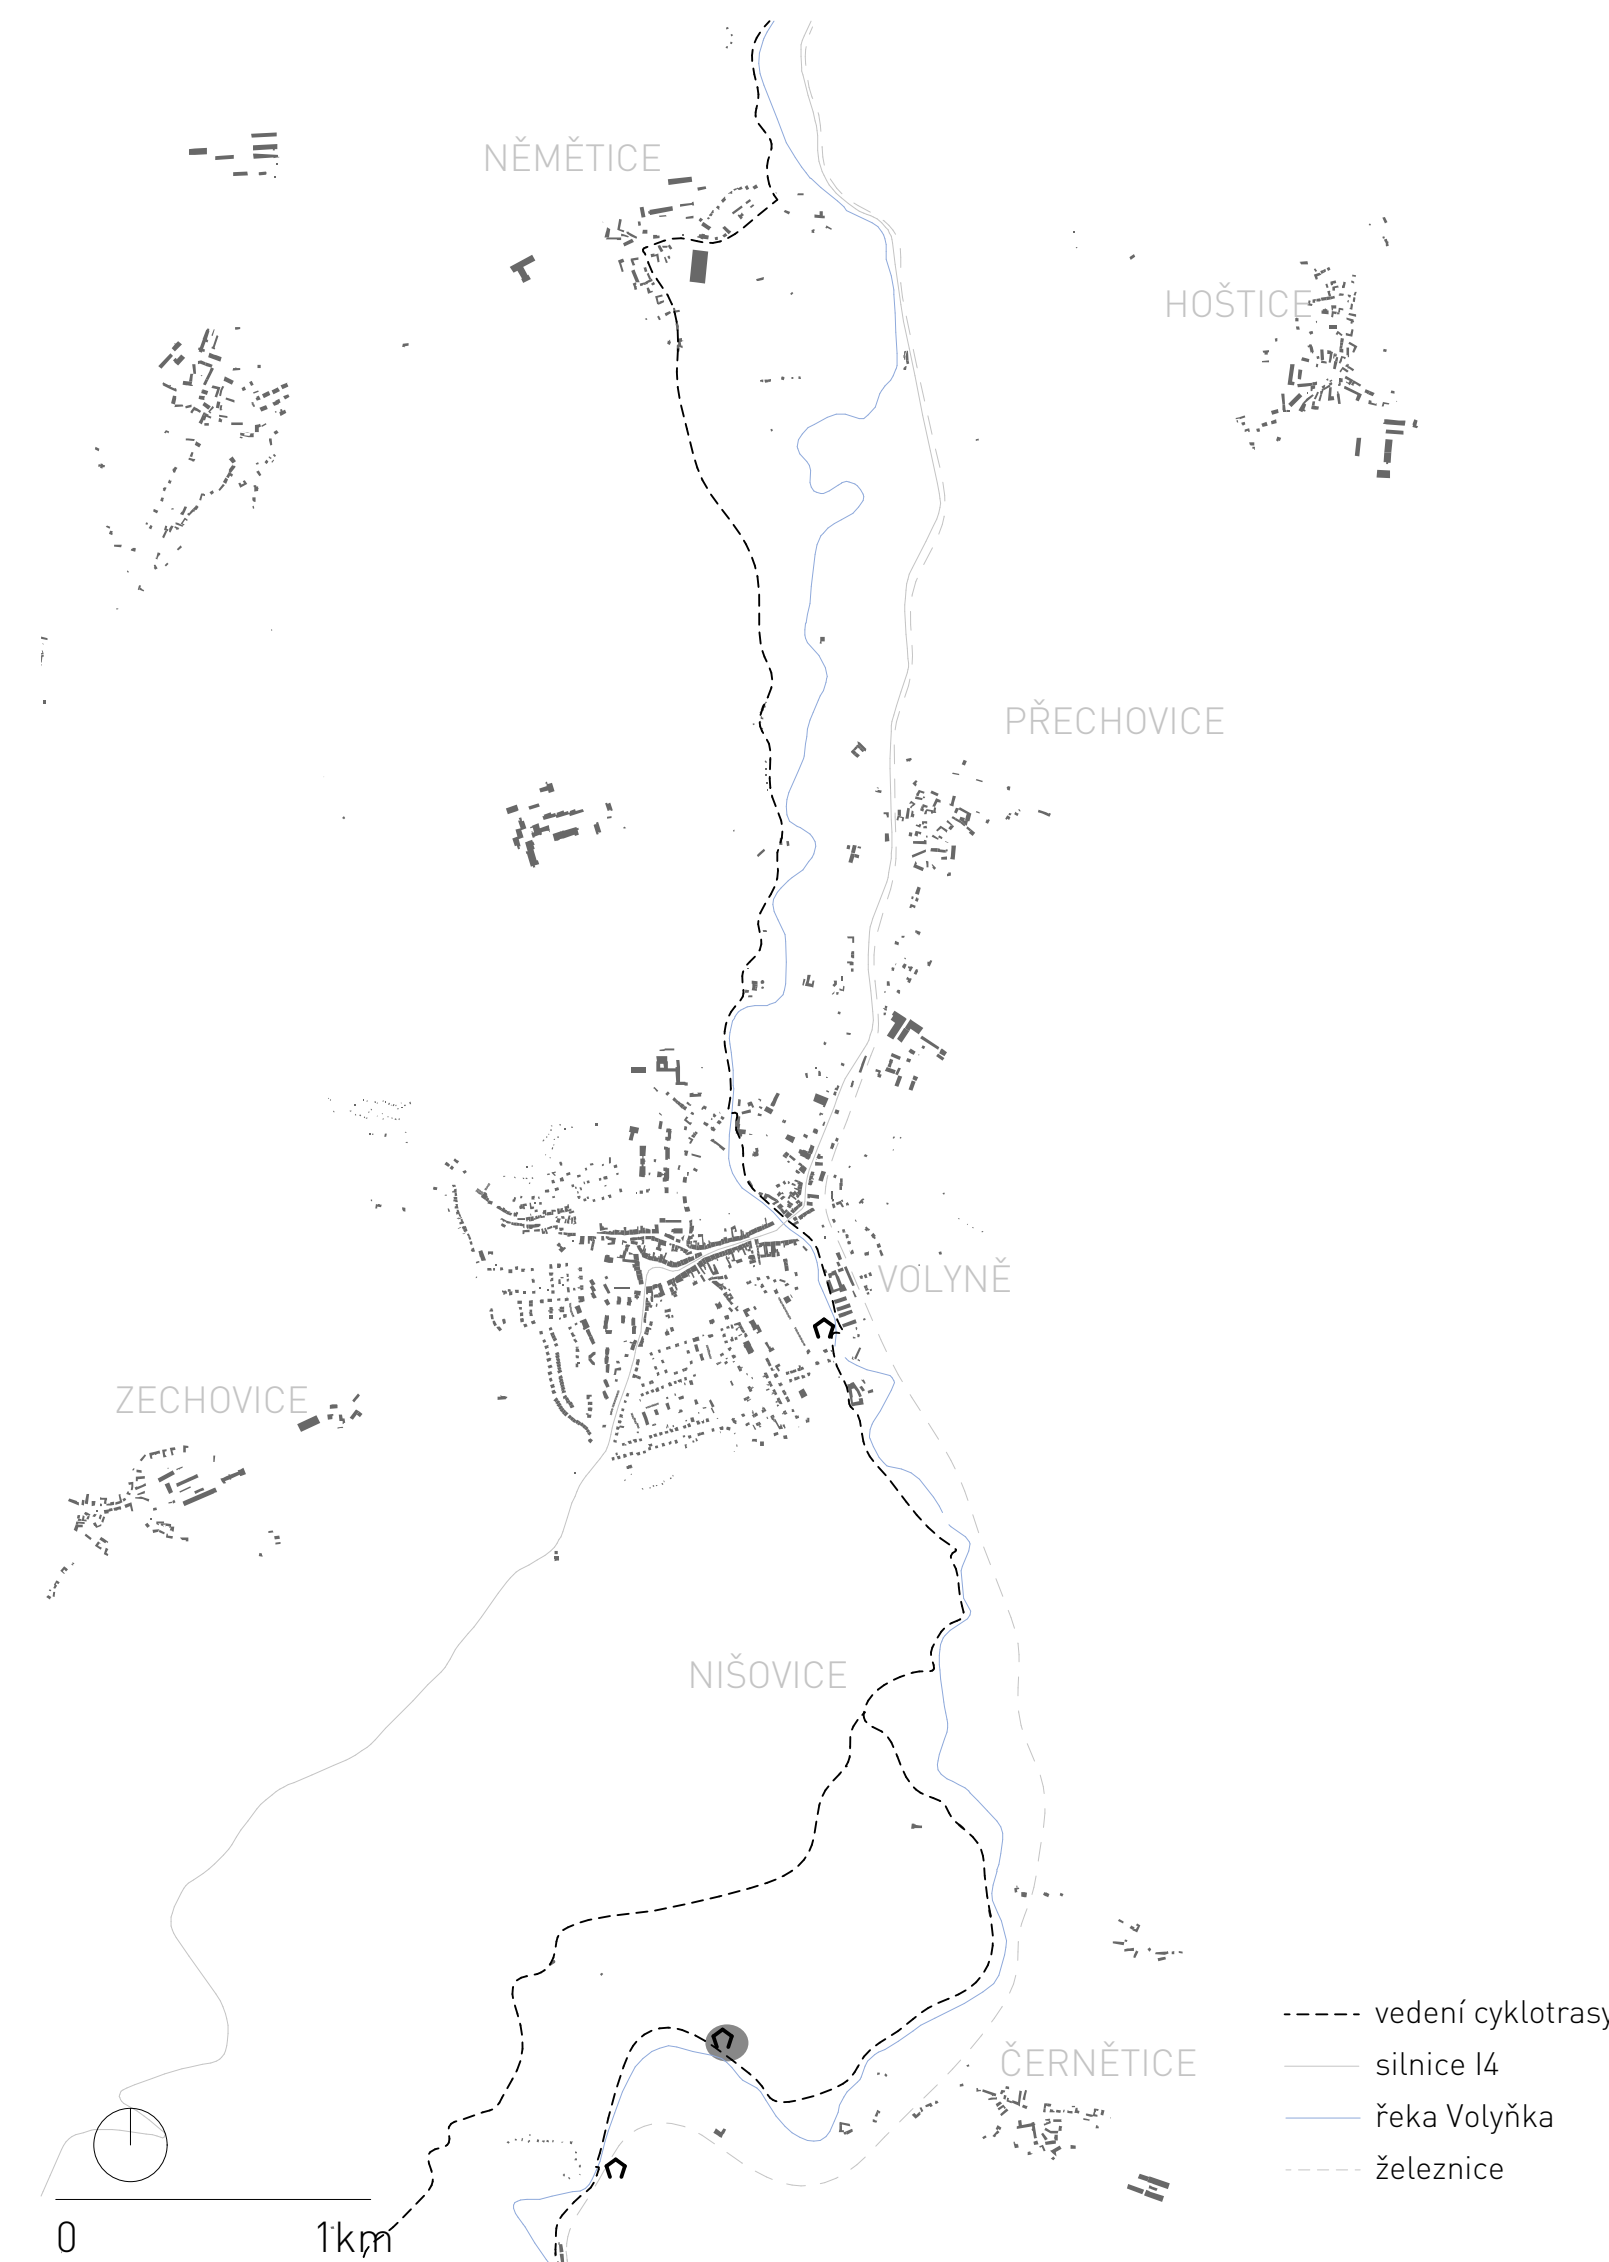 NĚMĚTICE
HOŠTICE
PŘECHOVICE
VOLYNĚ
ZECHOVICE
NIŠOVICE
ČERNĚTICE
vedení cyklotrasy
silnice I4
řeka Volyňka
železnice
0 1km